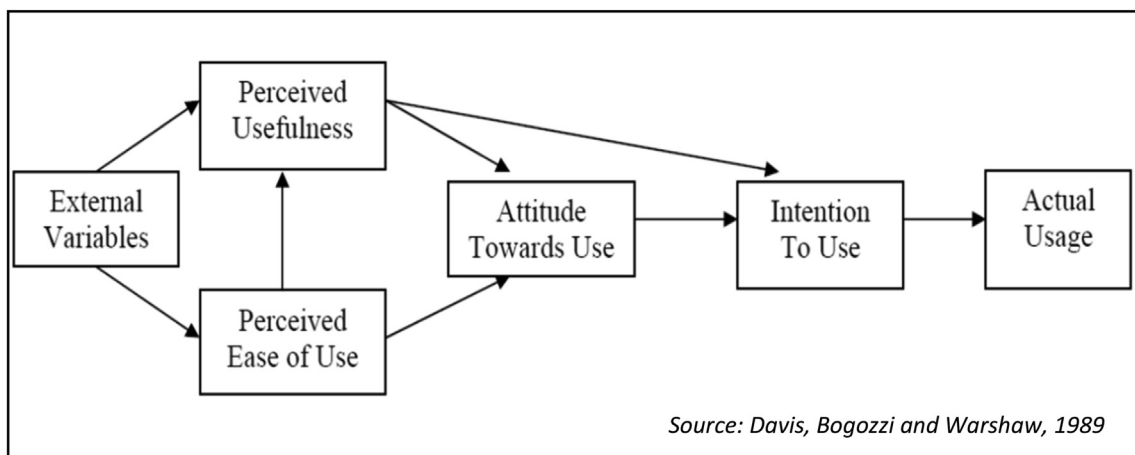 Perceived
Usefulness
External
Variables
Perceived
Ease of Use
Attitude
Towards Use
Intention
To Use
Actual
Usage
Source: Davis, Bogozzi and Warshaw, 1989